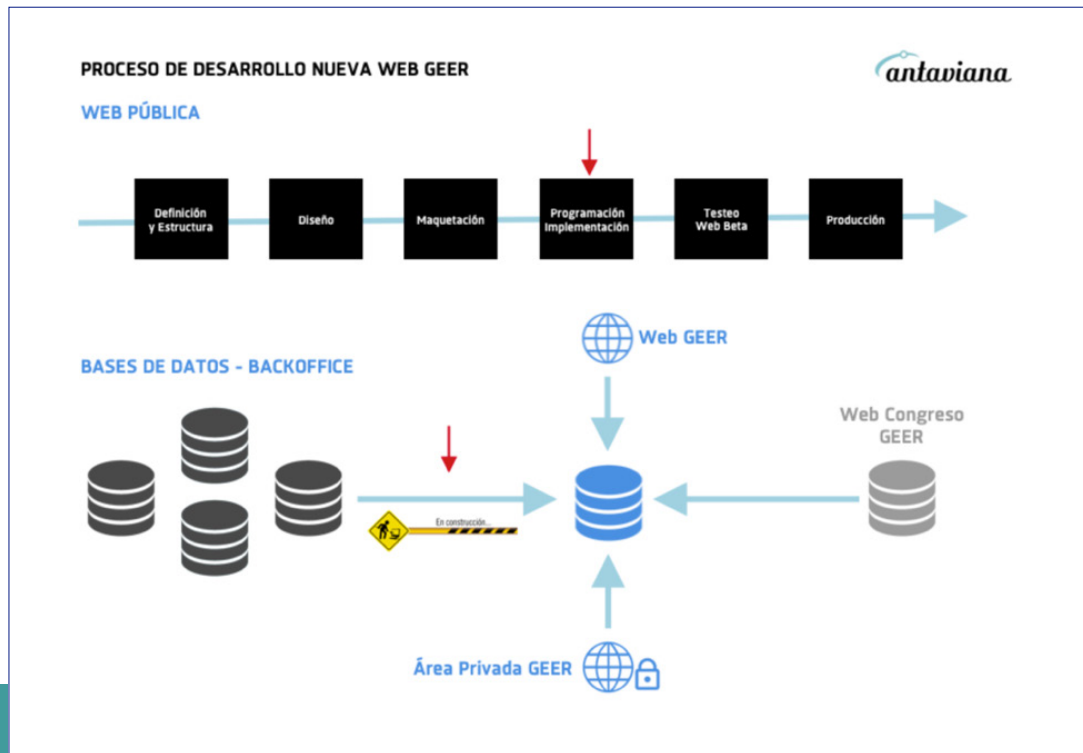 PROCESO DE DESARROLLO NUEVA WEB GEER
antaviana
WEB PÚBLICA
Definición
y Estructura
Diseño
Maquetación
Programación
Implementación
Testeo
Web Beta
Producción
Web GEER
BASES DE DATOS - BACKOFFICE
Web Congreso
GEER
En construcción...
Área Privada GEER